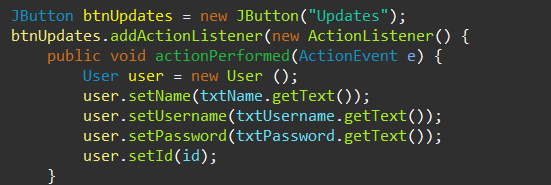 JButton btnUpdates = new JButton("Updates");
btnUpdates.addActionListener(new ActionListener() {
    public void actionPerformed(ActionEvent e) {
        User user = new User ();
        user.setName(txtName.getText());
        user.setUsername(txtUsername.getText());
        user.setPassword(txtPassword.getText());
        user.setId(id);
    }